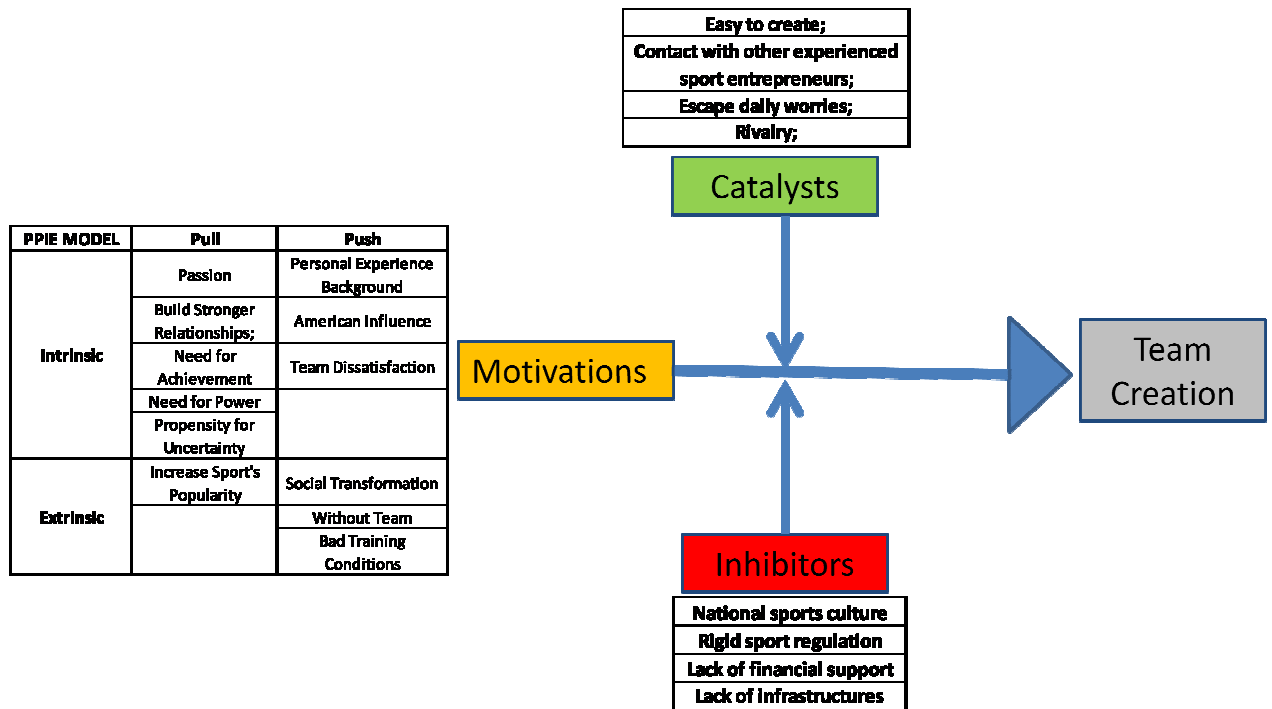 Easy to create;
Contact with other experienced
sport entrepreneurs;
Escape daily worries;
Rivalry;
Catalysts
PPIE MODEL Pull Push
Intrinsic
Passion
Personal Experience
Background
Build Stronger
Relationships;
American Influence
Need for
Achievement
Team Dissatisfaction
Need for Power
Propensity for
Uncertainty
Extrinsic
Increase Sport's
Popularity
Social Transformation
Without Team
Bad Training
Conditions
Motivations
Team
Creation
Inhibitors
National sports culture
Rigid sport regulation
Lack of financial support
Lack of infrastructures